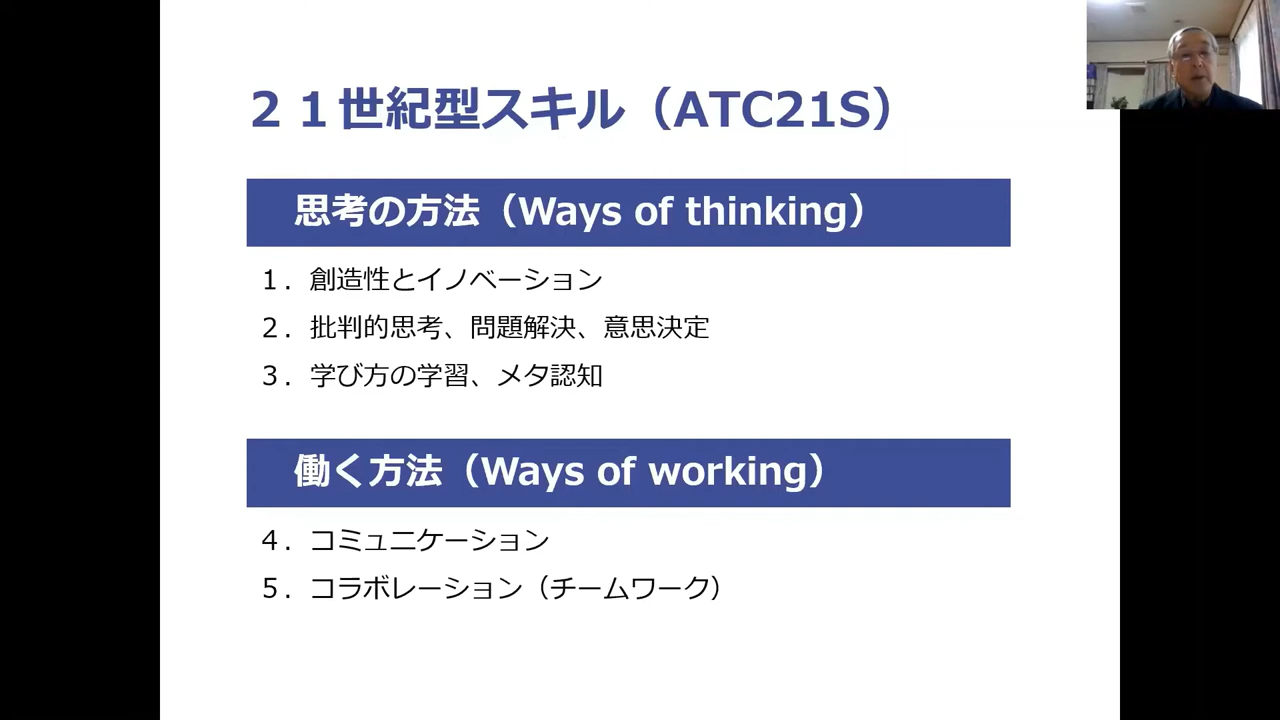 ２１世紀型スキル（ATC21S）
思考の方法（Ways of thinking）
１．創造性とイノベーション
２．批判的思考、問題解決、意思決定
３．学び方の学習、メタ認知
働く方法（Ways of working）
４．コミュニケーション
５．コラボレーション（チームワーク）